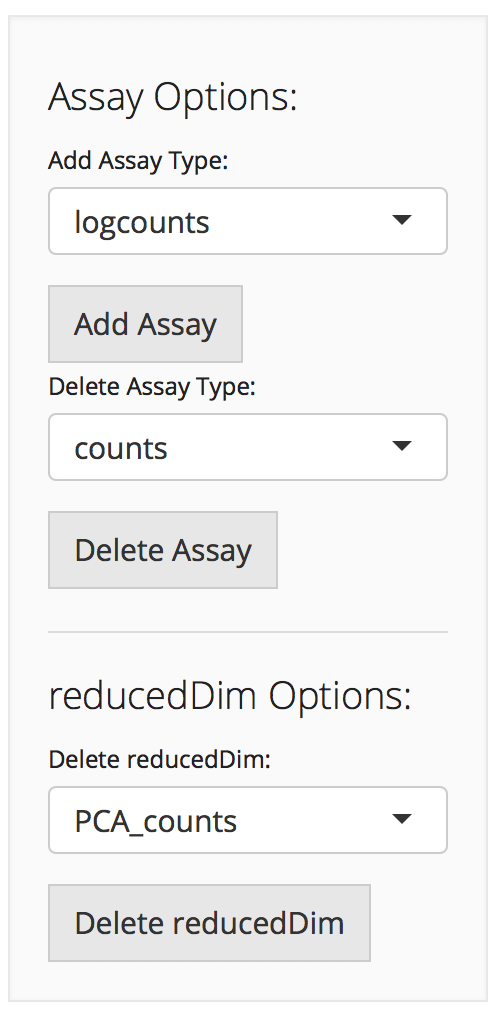 Assay Options:
Add Assay Type:
logcounts
Add Assay
Delete Assay Type:
counts
Delete Assay
reducedDim Options:
Delete reducedDim:
PCA_counts
Delete reducedDim